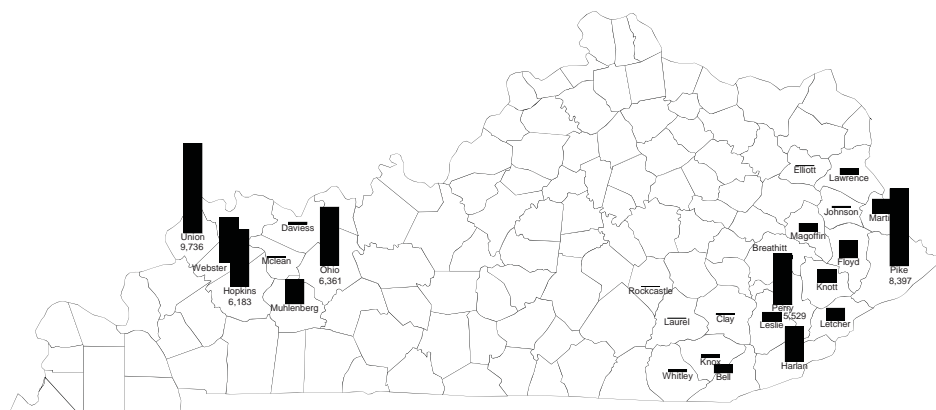 Elliott
Lawrence
Johnson
Marti
Union
9,736
Daviess
Magoffin
Breathitt
Mclean
Floyd
Webster
Ohio
6,361
Pike
8,397
Hopkins
6,183
Knott
Rockcastle
Muhlenberg
Perry
5,529
Laurel
Clay
Leslie
Letcher
Knox
Harlan
Whitley
Bell